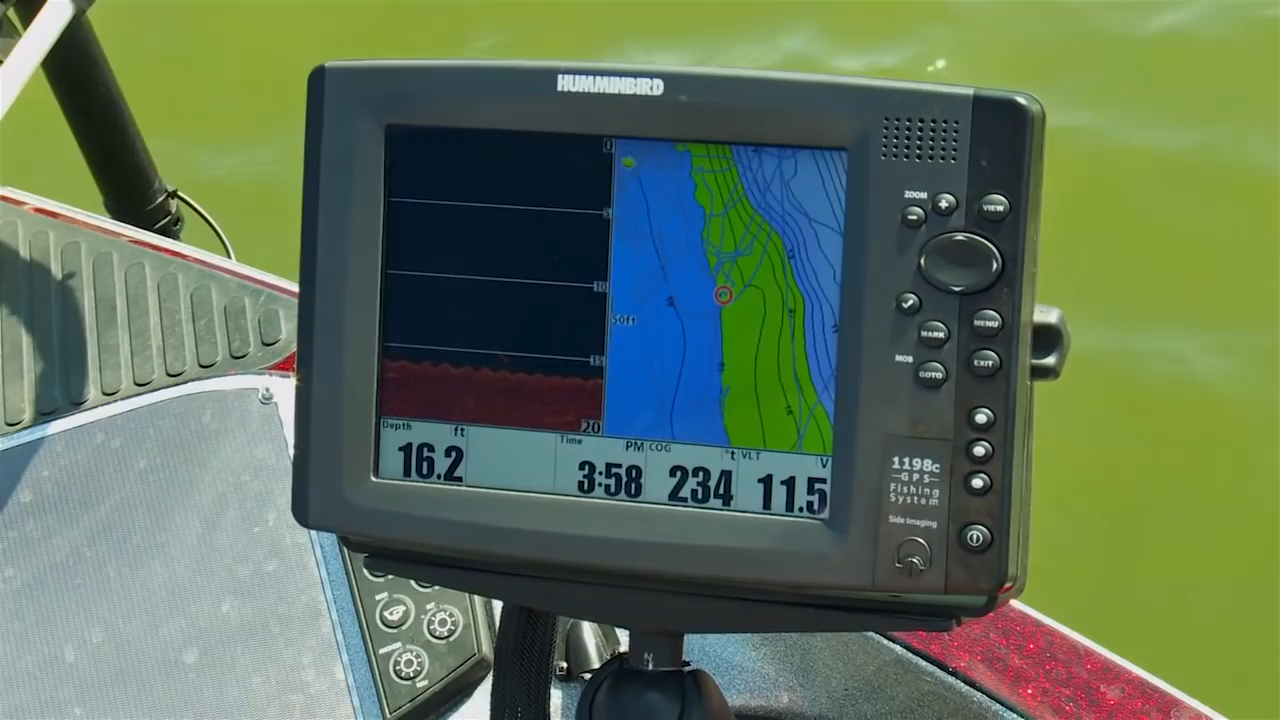 HUMMINBIRD
0
5
10
15
20
50ft
Depth ft
16.2
Time PM
3:58
COG °t
234
VLT V
11.5
ZOOM
+
-
VIEW
MARK
MENU
MOB
GOTO
EXIT
1198c
GPS
Fishing
System
Side Imaging
ANCHOR